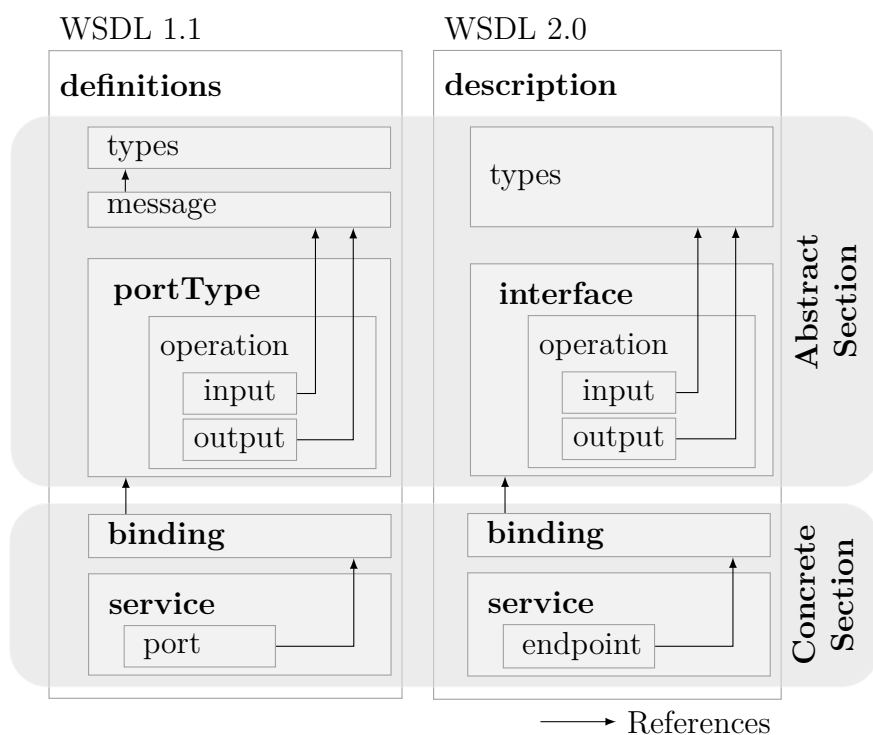 WSDL 1.1
definitions
types
message
portType
operation
input
output
binding
service
port
WSDL 2.0
description
types
interface
operation
input
output
binding
service
endpoint
Abstract
Section
Concrete
Section
References